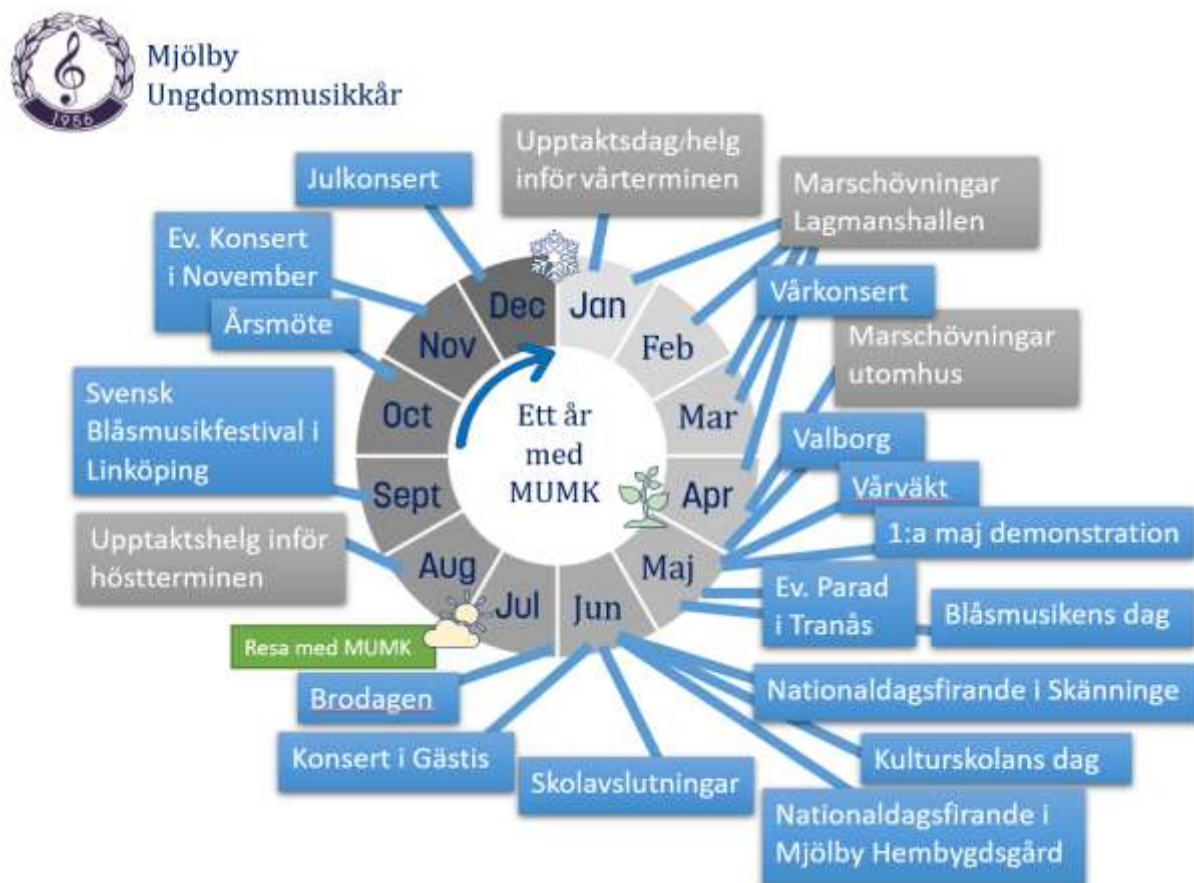 Mjölby
Ungdomsmusikkår
1956
Upptaktsdag/helg
inför vårterminen
Julkonsert
Marschövningar
Lagmanshallen
Ev. Konsert
i November
Vårkonsert
Årsmöte
Marschövningar
utomhus
Svensk
Blåsmusikfestival i
Linköping
Valborg
Vårväkt
1:a maj demonstration
Upptaktshelg inför
höstterminen
Ev. Parad
i Tranås
Blåsmusikens dag
Resa med MUMK
Brodagen
Nationaldagsfirande i Skänninge
Konsert i Gästis
Kulturskolans dag
Skolavslutningar
Nationaldagsfirande i
Mjölby Hembygdsgård
Jan
Feb
Mar
Apr
Maj
Jun
Jul
Aug
Sept
Oct
Nov
Dec
Ett år
med
MUMK